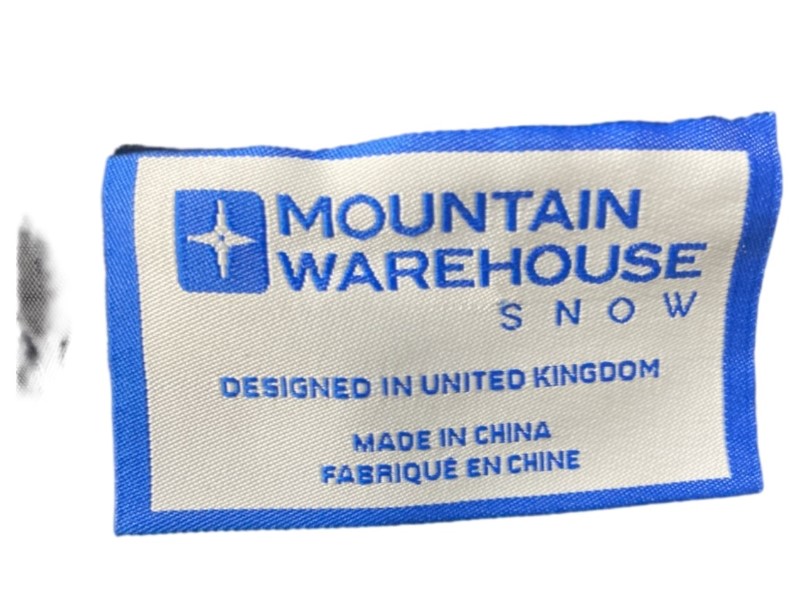 MOUNTAIN
WAREHOUSE
SNOW
DESIGNED IN UNITED KINGDOM
MADE IN CHINA
FABRIQUÉ EN CHINE